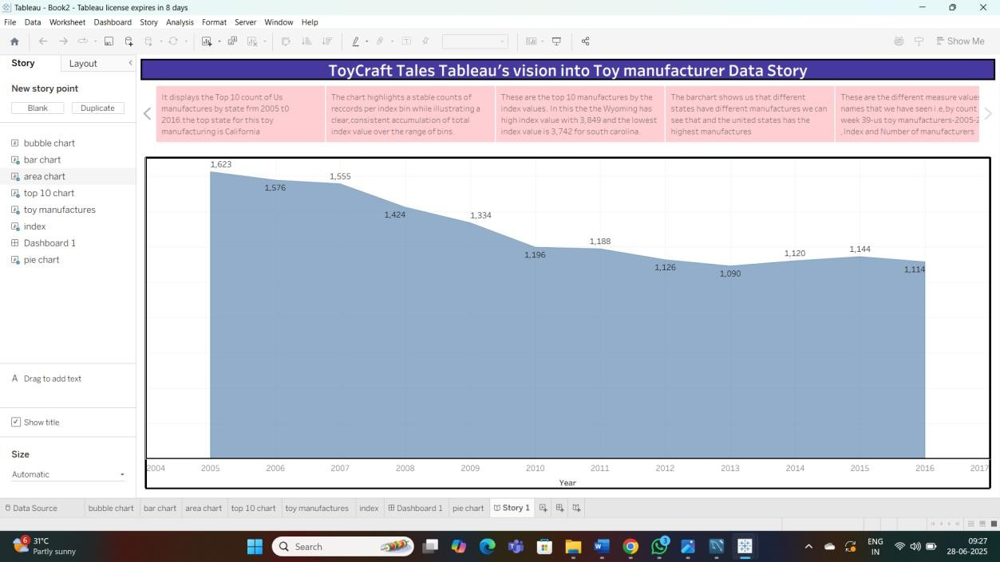 Tableau - Book2 - Tableau license expires in 8 days
File Data Worksheet Dashboard Story Analysis Format Server Window Help
Show Me
Story Layout
New story point
Blank Duplicate
bubble chart
bar chart
area chart
top 10 chart
toy manufactures
index
Dashboard 1
pie chart
A Drag to add text
Show title
Size
Automatic
ToyCraft Tales Tableau's vision into Toy manufacturer Data Story
It displays the Top 10 count of Us
manufactures by state frm 2005 t0
2016.the top state for this toy
manufacturing is California
The chart highlights a stable counts of
reccords per index bin while illustrating a
clear,consistent accumulation of total
index value over the range of bins.
These are the top 10 manufactures by the
index values. In this the the Wyoming has
high index value with 3,849 and the lowest
index value is 3,742 for south carolina.
The barchart shows us that different
states have different manufactures we can
see that and the united states has the
highest manufactures
These are the different measure values
names that we have seen i.e,by count
week 39-us toy manufacturers-2005-2
,Index and Number of manufacturers
1,623
1,576
1,555
1,424
1,334
1,196
1,188
1,126
1,090
1,120
1,144
1,114
2004 2005 2006 2007 2008 2009 2010 2011 2012 2013 2014 2015 2016 2017
Year
Data Source bubble chart bar chart area chart top 10 chart toy manufactures index Dashboard 1 pie chart Story 1
6
31°C
Partly sunny
Search
3
ENG
IN
09:27
28-06-2025